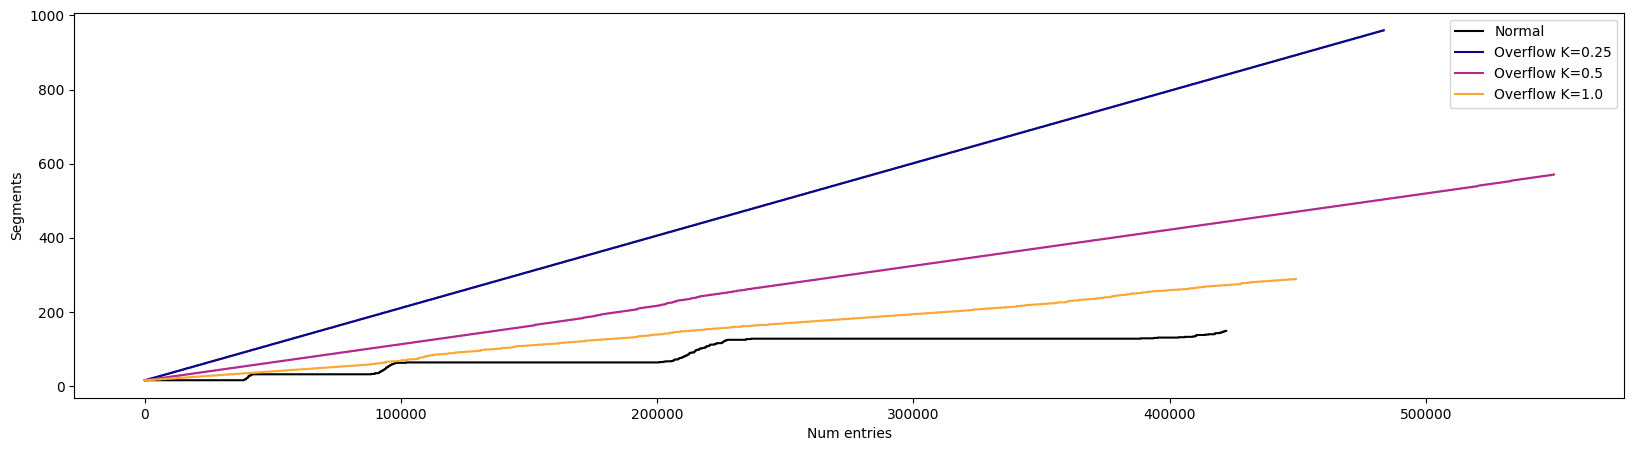 1000
800
600
400
200
0
Segments
0
100000
200000
300000
400000
500000
Num entries
Normal
Overflow K=0.25
Overflow K=0.5
Overflow K=1.0